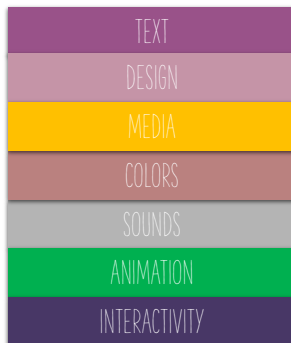 TEXT
DESIGN
MEDIA
COLORS
SOUNDS
ANIMATION
INTERACTIVITY